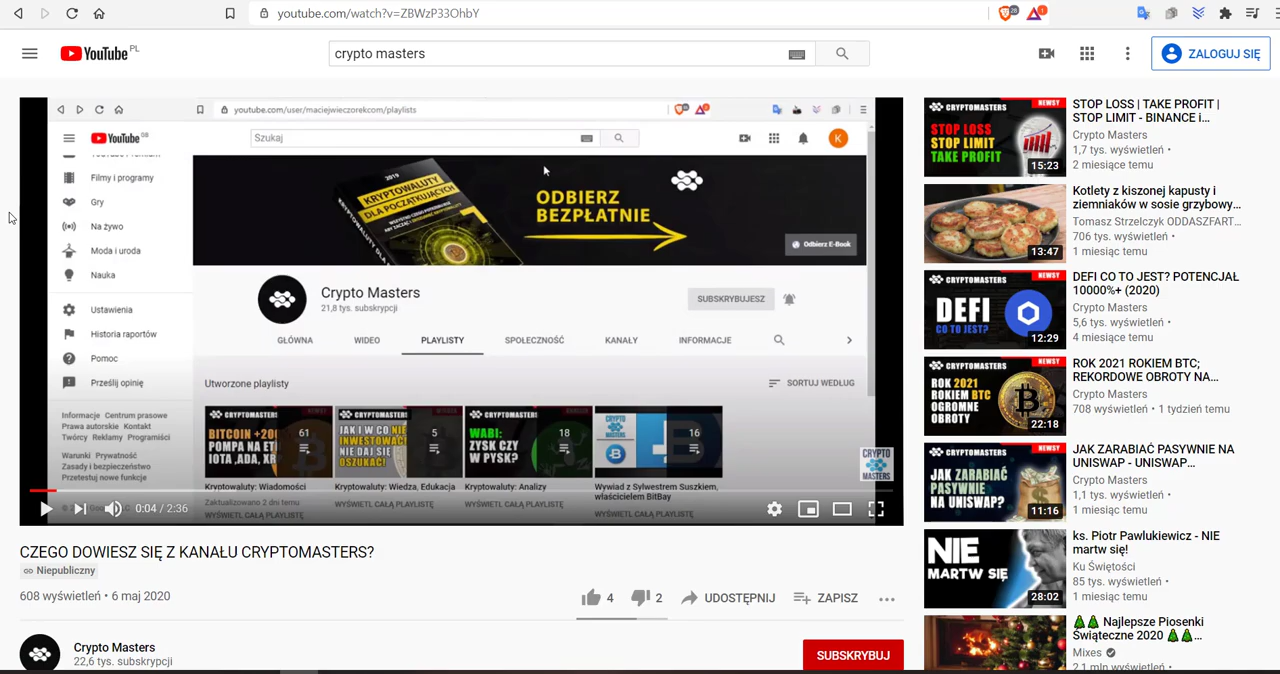 youtube.com/watch?v=ZBWzP33OhbY
28
1
YouTube PL
crypto masters
ZALOGUJ SIĘ
youtube.com/user/maciejwieczorekcom/playlists
YouTube GB
Szukaj
K
Filmy i programy
Gry
Na żywo
Moda i uroda
Nauka
Ustawienia
Historia raportów
Pomoc
Prześlij opinię
Informacje Centrum prasowe
Prawa autorskie Kontakt
Twórcy Reklamy Programiści
Warunki Prywatność
Zasady i bezpieczeństwo
Przetestuj nowe funkcje
2019
KRYPTOWALUTY
DLA POCZĄTKUJĄCYCH
ODBIERZ
BEZPŁATNIE
Odbierz E-Book
Crypto Masters
21,8 tys. subskrypcji
SUBSKRYBUJESZ
GŁÓWNA WIDEO PLAYLISTY SPOŁECZNOŚĆ KANAŁY INFORMACJE
Utworzone playlisty
SORTUJ WEDŁUG
CRYPTOMASTERS
BITCOIN +200
POMPA NA ET
IOTA ,ADA, XR
61
CRYPTOMASTERS
JAK I W CO NI
INWESTOWAĆ
NIE DAJ SIĘ
OSZUKAĆ!
5
CRYPTOMASTERS
WABI:
ZYSK CZY
W PYSK?
18
CRYPTO
MASTERS
16
Kryptowaluty: Wiadomości
Zaktualizowano 2 dni temu
WYŚWIETL CAŁĄ PLAYLISTĘ
Kryptowaluty: Wiedza, Edukacja
WYŚWIETL CAŁĄ PLAYLISTĘ
Kryptowaluty: Analizy
WYŚWIETL CAŁĄ PLAYLISTĘ
Wywiad z Sylwestrem Suszkiem,
właścicielem BitBay
WYŚWIETL CAŁĄ PLAYLISTĘ
CRYPTO
MASTERS
0:04 / 2:36
CZEGO DOWIESZ SIĘ Z KANAŁU CRYPTOMASTERS?
Niepubliczny
608 wyświetleń • 6 maj 2020
4
2
UDOSTĘPNIJ
ZAPISZ
Crypto Masters
22,6 tys. subskrypcji
SUBSKRYBUJ
CRYPTOMASTERS NEWSY
STOP LOSS
STOP LIMIT
TAKE PROFIT
15:23
STOP LOSS | TAKE PROFIT |
STOP LIMIT - BINANCE i...
Crypto Masters
1,7 tys. wyświetleń •
2 miesiące temu
13:47
Kotlety z kiszonej kapusty i
ziemniaków w sosie grzybowy...
Tomasz Strzelczyk ODDASZFART...
706 tys. wyświetleń •
1 miesiąc temu
CRYPTOMASTERS NEWSY
DEFI
CO TO JEST?
12:29
DEFI CO TO JEST? POTENCJAŁ
10000%+ (2020)
Crypto Masters
5,6 tys. wyświetleń •
4 miesiące temu
CRYPTOMASTERS NEWSY
ROK 2021
ROKIEM BTC
OGROMNE
OBROTY
22:18
ROK 2021 ROKIEM BTC;
REKORDOWE OBROTY NA...
Crypto Masters
708 wyświetleń • 1 tydzień temu
CRYPTOMASTERS NEWSY
JAK ZARABIAĆ
PASYWNIE
NA UNISWAP?
11:16
JAK ZARABIAĆ PASYWNIE NA
UNISWAP - UNISWAP...
Crypto Masters
1,1 tys. wyświetleń •
1 miesiąc temu
NIE
MARTW SIĘ
28:02
ks. Piotr Pawlukiewicz - NIE
martw się!
Ku Świętości
85 tys. wyświetleń •
1 miesiąc temu
🎄🎄 Najlepsze Piosenki
Świąteczne 2020 🎄🎄...
Mixes
2,1 mln wyświetleń •